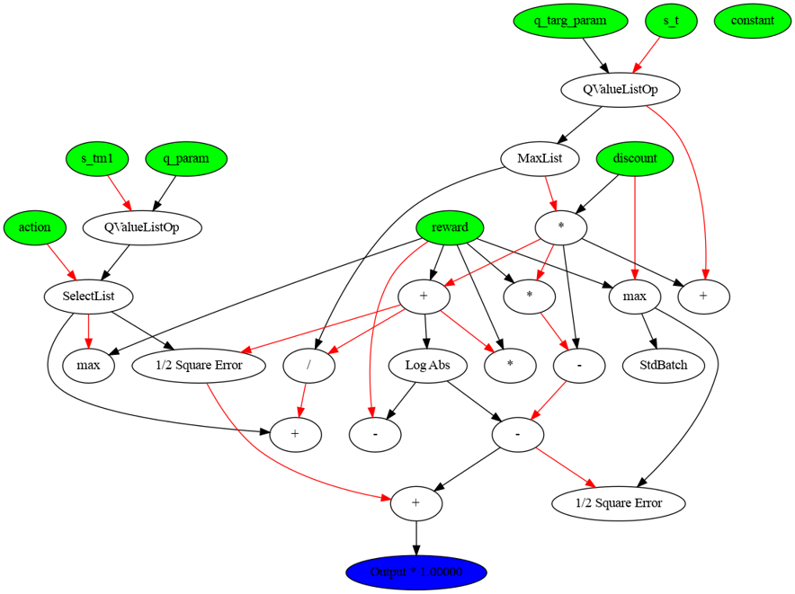 q_targ_param
s_t
constant
QValueListOp
s_tm1
q_param
MaxList
discount
action
QValueListOp
reward
*
SelectList
+
*
max
+
max
1/2 Square Error
/
Log Abs
*
-
StdBatch
+
-
-
+
1/2 Square Error
Output * 1.00000